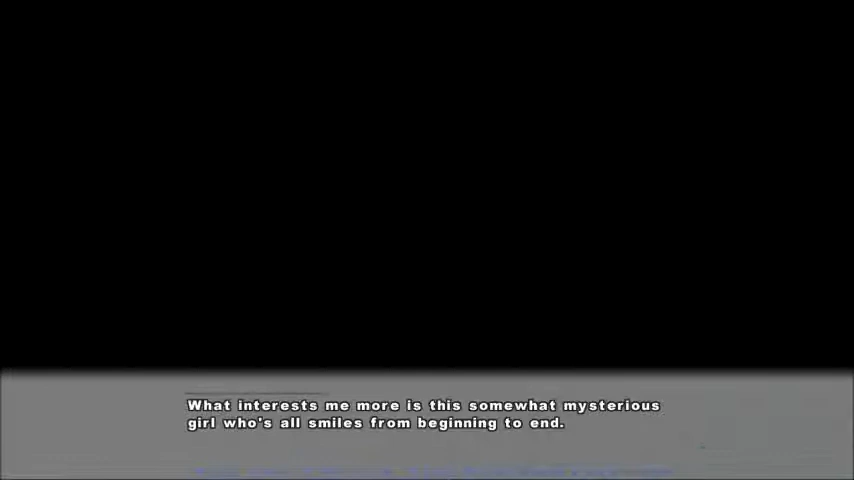 What interests me more is this somewhat mysterious
girl who's all smiles from beginning to end.